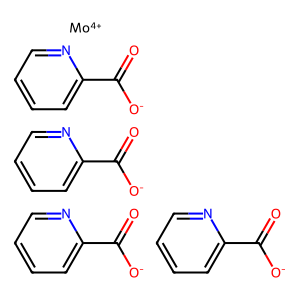 Mo4+
N O
O-
N O
O-
N O N O
O- O-